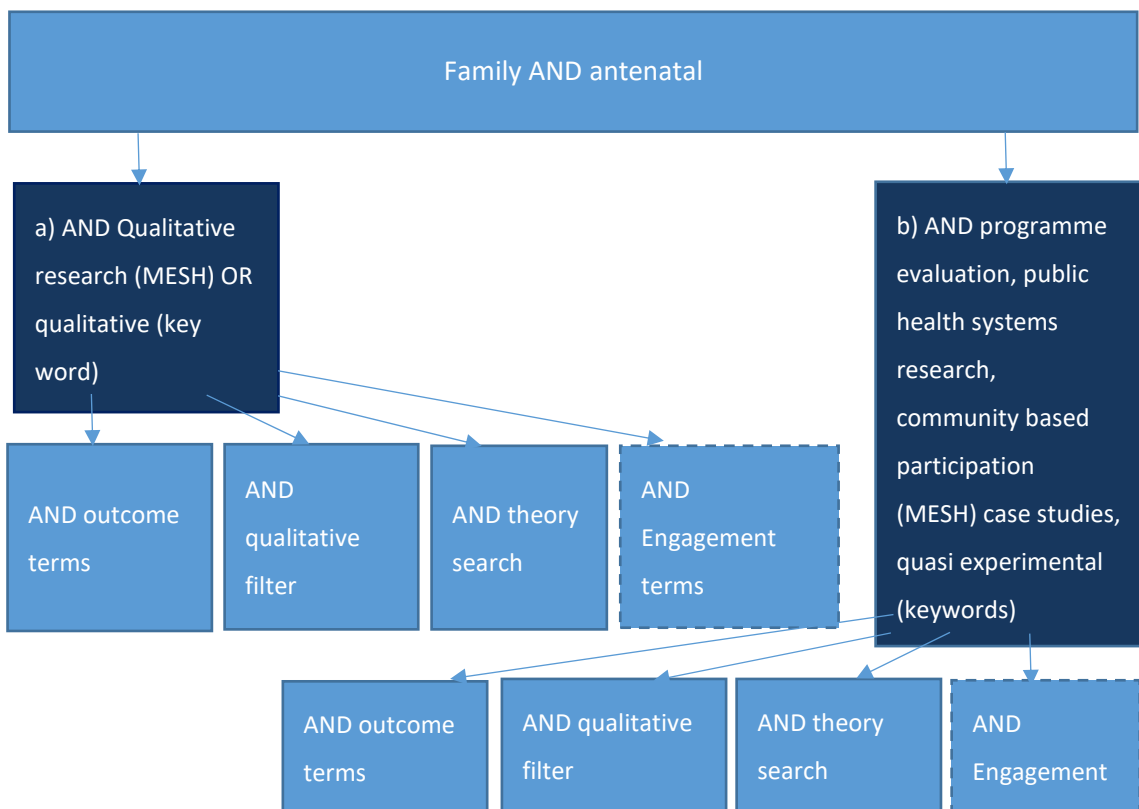 Family AND antenatal
a) AND Qualitative
research (MESH) OR
qualitative (key
word)
b) AND programme
evaluation, public
health systems
research,
community based
participation
(MESH) case studies,
quasi experimental
(keywords)
AND outcome
terms
AND
qualitative
filter
AND theory
search
AND
Engagement
terms
AND outcome
terms
AND qualitative
filter
AND theory
search
AND
Engagement